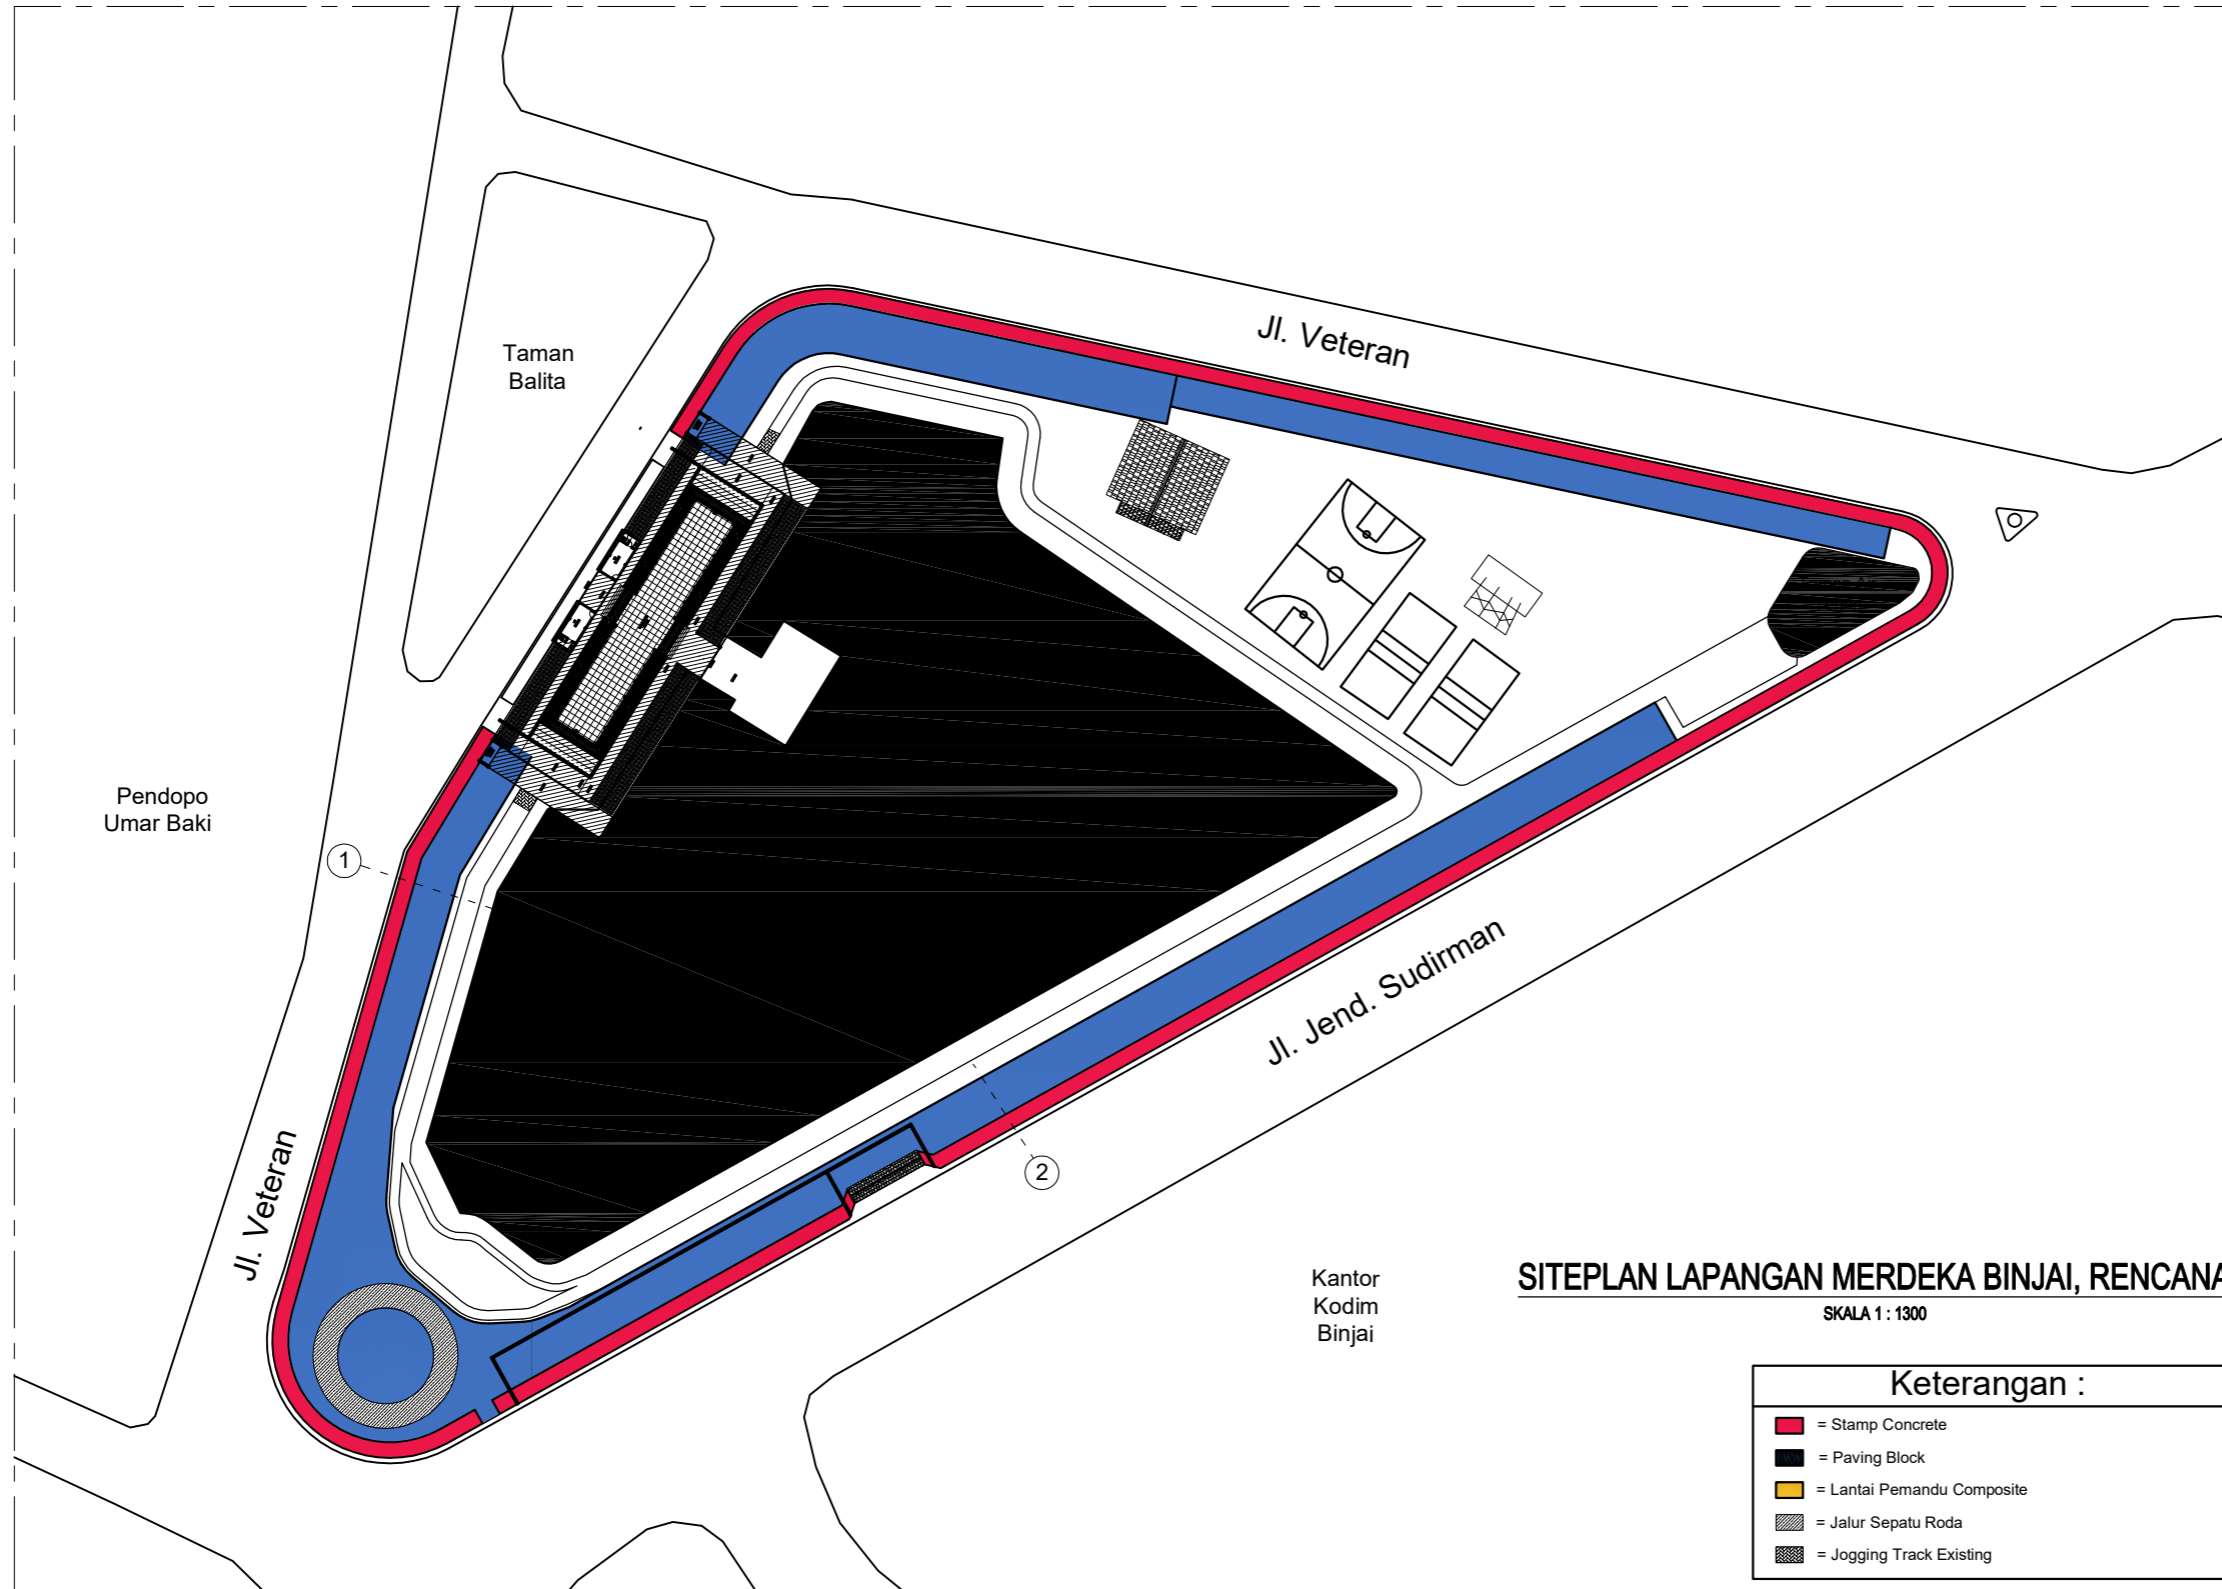 Jl. Veteran
Taman
Balita
Pendopo
Umar Baki
1
Jl. Jend. Sudirman
2
Jl. Veteran
Kantor
Kodim
Binjai
SITEPLAN LAPANGAN MERDEKA BINJAI, RENCANA
SKALA 1 : 1300
Keterangan :
= Stamp Concrete
= Paving Block
= Lantai Pemandu Composite
= Jalur Sepatu Roda
= Jogging Track Existing